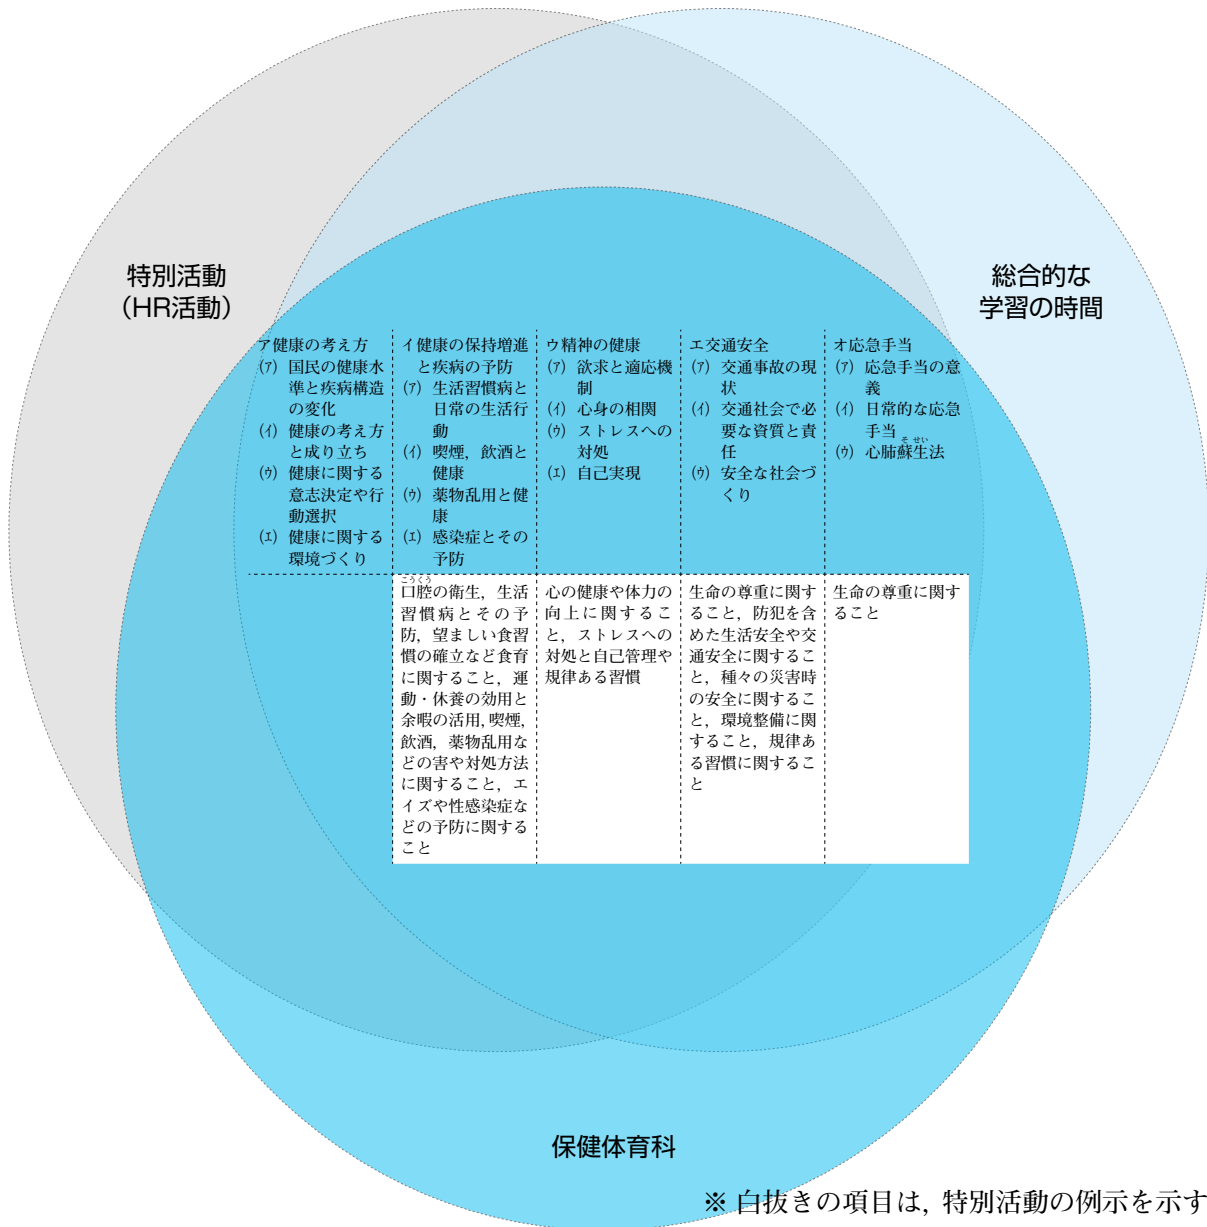 特別活動
（HR活動）
総合的な
学習の時間
ア健康の考え方
(ｱ) 国民の健康水
準と疾病構造
の変化
(ｲ) 健康の考え方
と成り立ち
(ｳ) 健康に関する
意志決定や行
動選択
(ｴ) 健康に関する
環境づくり
イ健康の保持増進
と疾病の予防
(ｱ) 生活習慣病と
日常の生活行
動
(ｲ) 喫煙，飲酒と
健康
(ｳ) 薬物乱用と健
康
(ｴ) 感染症とその
予防
ウ精神の健康
(ｱ) 欲求と適応機
制
(ｲ) 心身の相関
(ｳ) ストレスへの
対処
(ｴ) 自己実現
エ交通安全
(ｱ) 交通事故の現
状
(ｲ) 交通社会で必
要な資質と責
任
(ｳ) 安全な社会づ
くり
オ応急手当
(ｱ) 応急手当の意
義
(ｲ) 日常的な応急
手当
そ せい
(ｳ) 心肺蘇生法
こうくう
口腔の衛生，生活
習慣病とその予
防，望ましい食習
慣の確立など食育
に関すること，運
動・休養の効用と
余暇の活用，喫煙，
飲酒，薬物乱用な
どの害や対処方法
に関すること，エ
イズや性感染症な
どの予防に関する
こと
心の健康や体力の
向上に関するこ
と，ストレスへの
対処と自己管理や
規律ある習慣
生命の尊重に関す
ること，防犯を含
めた生活安全や交
通安全に関するこ
と，種々の災害時
の安全に関するこ
と，環境整備に関
すること，規律あ
る習慣に関するこ
と
生命の尊重に関す
ること
保健体育科
※ 白抜きの項目は，特別活動の例示を示す